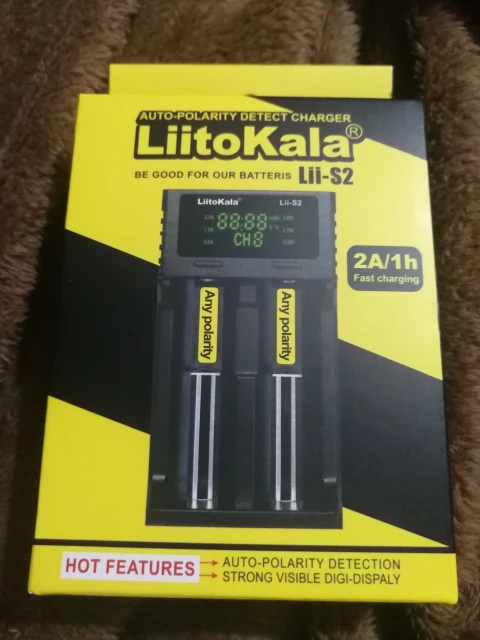 AUTO-POLARITY DETECT CHARGER
LiitoKala®
BE GOOD FOR OUR BATTERIS Lii-S2
LiitoKala® Lii-S2
88:88
CH8
2A/1h
Fast charging
Any polarity
Any polarity
HOT FEATURES
AUTO-POLARITY DETECTION
STRONG VISIBLE DIGI-DISPALY